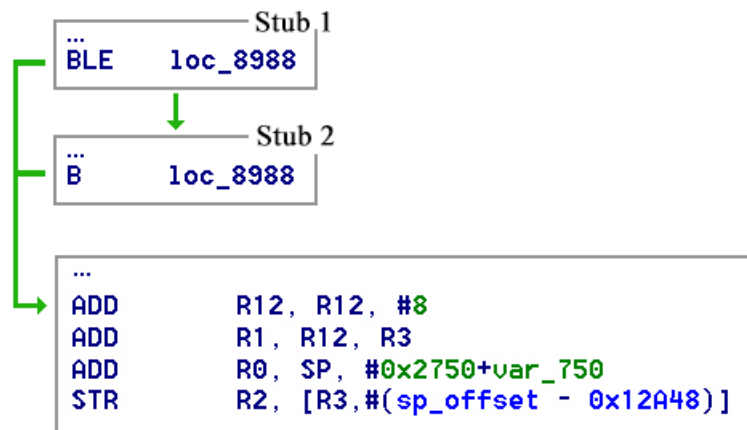 Stub 1
...
BLE loc_8988
Stub 2
...
B loc_8988
...
ADD R12, R12, #8
ADD R1, R12, R3
ADD R0, SP, #0x2750+var_750
STR R2, [R3,#(sp_offset - 0x12A48)]